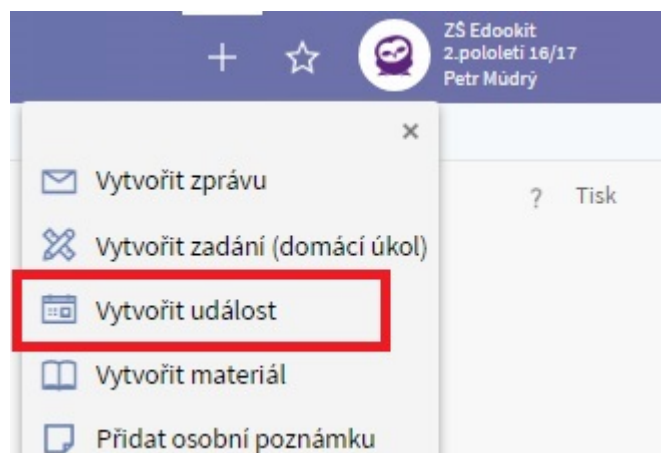 ZŠ Edookit
2.pololetí 16/17
Petr Múdrý
Vytvořit zprávu
? Tisk
Vytvořit zadání (domácí úkol)
Vytvořit událost
Vytvořit materiál
Přidat osobní poznámku